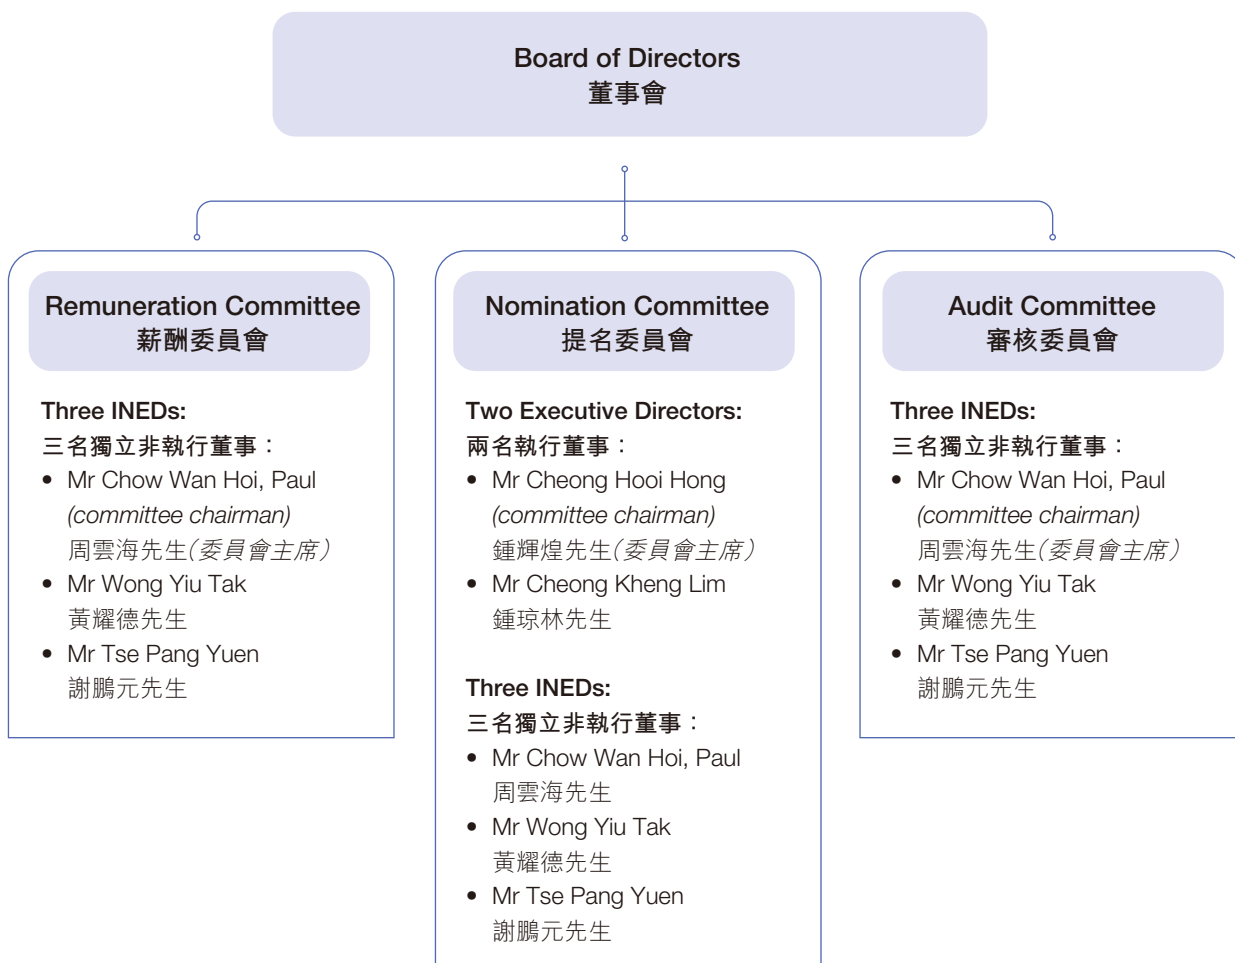 Board of Directors
董事會
Remuneration Committee
薪酬委員會
Three INEDs:
三名獨立非執行董事：
• Mr Chow Wan Hoi, Paul
(committee chairman)
周雲海先生(委員會主席)
• Mr Wong Yiu Tak
黃耀德先生
• Mr Tse Pang Yuen
謝鵬元先生
Nomination Committee
提名委員會
Two Executive Directors:
兩名執行董事：
• Mr Cheong Hooi Hong
(committee chairman)
鍾輝煌先生(委員會主席)
• Mr Cheong Kheng Lim
鍾琼林先生
Three INEDs:
三名獨立非執行董事：
• Mr Chow Wan Hoi, Paul
周雲海先生
• Mr Wong Yiu Tak
黃耀德先生
• Mr Tse Pang Yuen
謝鵬元先生
Audit Committee
審核委員會
Three INEDs:
三名獨立非執行董事：
• Mr Chow Wan Hoi, Paul
(committee chairman)
周雲海先生(委員會主席)
• Mr Wong Yiu Tak
黃耀德先生
• Mr Tse Pang Yuen
謝鵬元先生